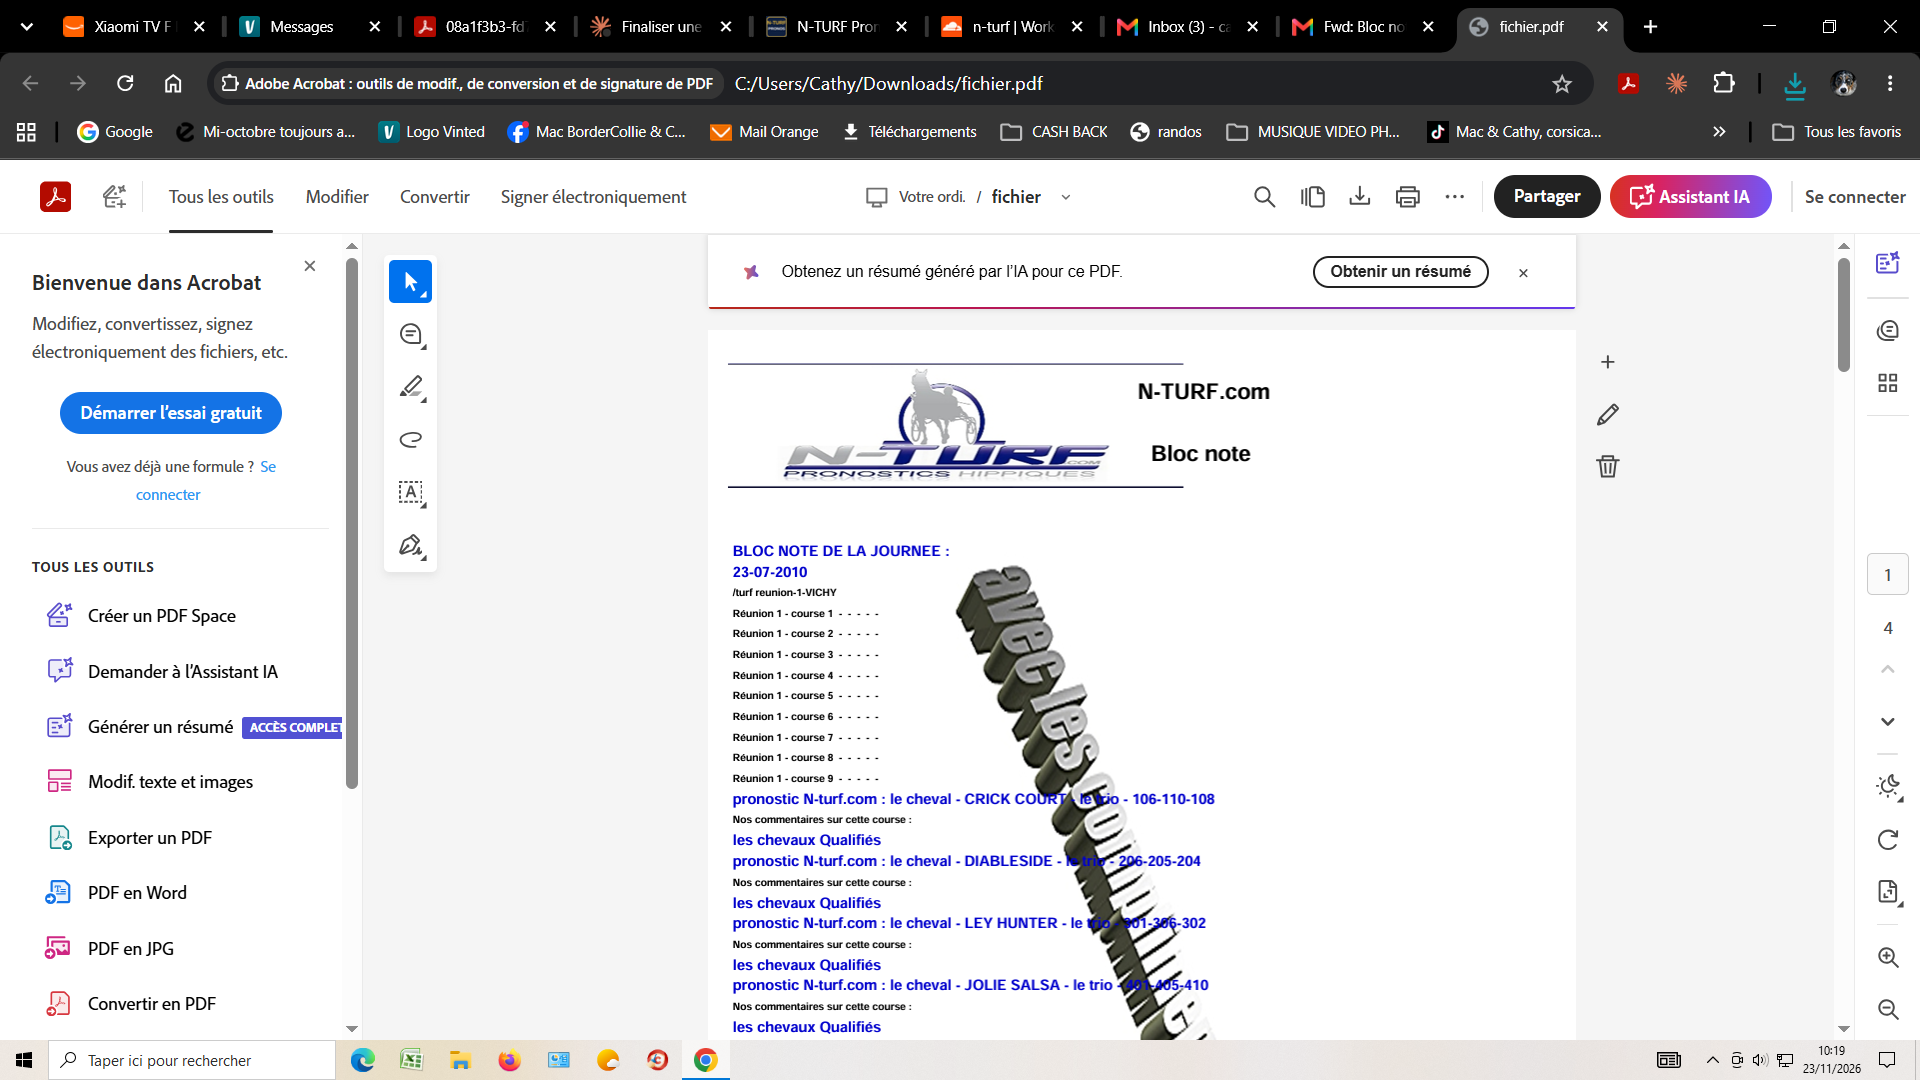 Xiaomi TV F
Messages
08a1f3b3-fd7
Finaliser une
N-TURF Pron
n-turf | Work
Inbox (3) - ca
Fwd: Bloc no
fichier.pdf
Adobe Acrobat : outils de modif., de conversion et de signature de PDF
C:/Users/Cathy/Downloads/fichier.pdf
Google
Mi-octobre toujours a...
Logo Vinted
Mac BorderCollie & C...
Mail Orange
Téléchargements
CASH BACK
randos
MUSIQUE VIDEO PH...
Mac & Cathy, corsica...
Tous les favoris
Tous les outils
Modifier
Convertir
Signer électroniquement
Votre ordi. / fichier
Partager
Assistant IA
Se connecter
Bienvenue dans Acrobat
Modifiez, convertissez, signez
électroniquement des fichiers, etc.
Démarrer l'essai gratuit
Vous avez déjà une formule ? Se
connecter
TOUS LES OUTILS
Créer un PDF Space
Demander à l'Assistant IA
Générer un résumé ACCÈS COMPLET
Modif. texte et images
Exporter un PDF
PDF en Word
PDF en JPG
Convertir en PDF
Obtenez un résumé généré par l'IA pour ce PDF.
Obtenir un résumé
N-TURF.COM
PRONOSTICS HIPPIQUES
N-TURF.com
Bloc note
BLOC NOTE DE LA JOURNEE :
23-07-2010
/turf reunion-1-VICHY
Réunion 1 - course 1 - - - - -
Réunion 1 - course 2 - - - - -
Réunion 1 - course 3 - - - - -
Réunion 1 - course 4 - - - - -
Réunion 1 - course 5 - - - - -
Réunion 1 - course 6 - - - - -
Réunion 1 - course 7 - - - - -
Réunion 1 - course 8 - - - - -
Réunion 1 - course 9 - - - - -
pronostic N-turf.com : le cheval - CRICK COURT - le trio - 106-110-108
Nos commentaires sur cette course :
les chevaux Qualifiés
pronostic N-turf.com : le cheval - DIABLESIDE - le trio - 206-205-204
Nos commentaires sur cette course :
les chevaux Qualifiés
pronostic N-turf.com : le cheval - LEY HUNTER - le trio - 301-306-302
Nos commentaires sur cette course :
les chevaux Qualifiés
pronostic N-turf.com : le cheval - JOLIE SALSA - le trio - 401-405-410
Nos commentaires sur cette course :
les chevaux Qualifiés
avec les
1
4
Taper ici pour rechercher
10:19
23/11/2026